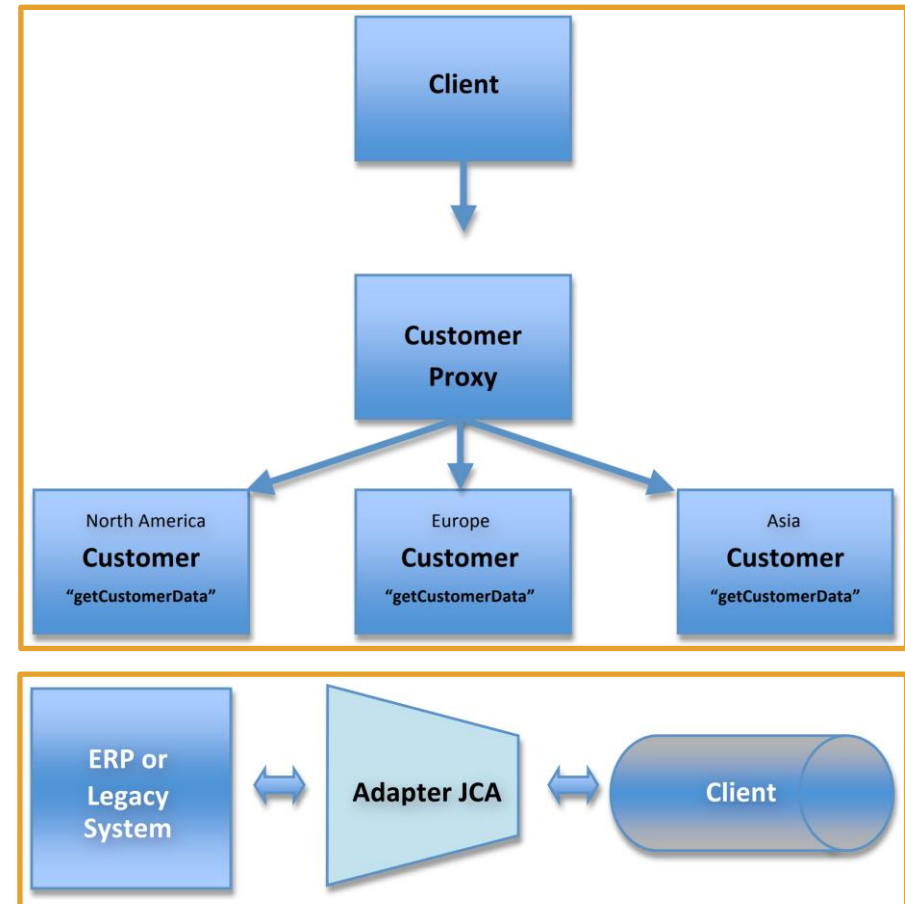 Client
Customer
Proxy
North America
Customer
“getCustomerData”
Europe
Customer
“getCustomerData”
Asia
Customer
“getCustomerData”
ERP or
Legacy
System
Adapter JCA
Client